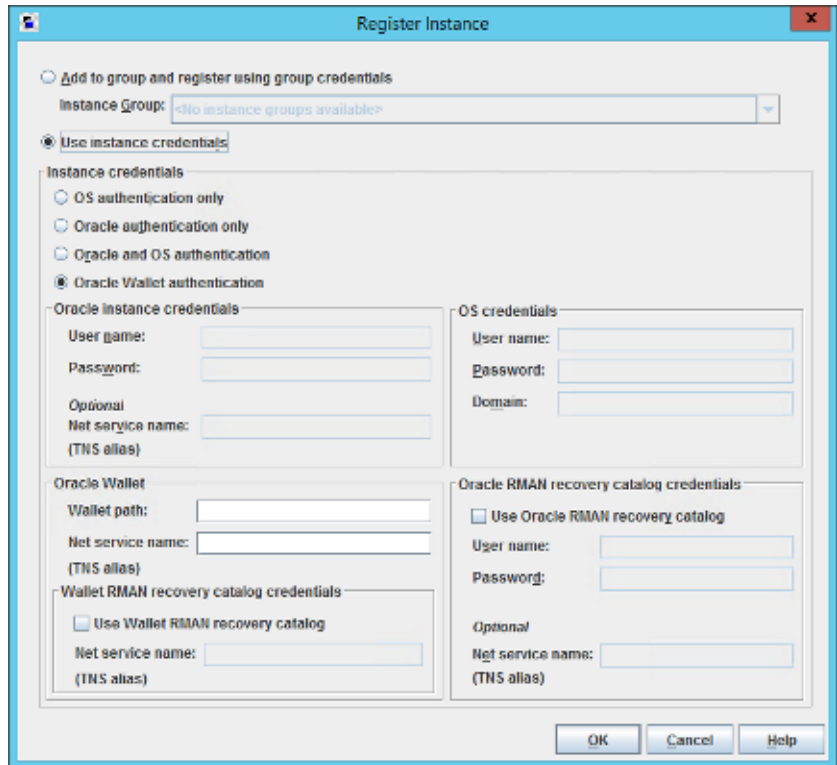 Register Instance
x
Add to group and register using group credentials
Instance Group: <No instance groups available>
Use instance credentials
Instance credentials
OS authentication only
Oracle authentication only
Oracle and OS authentication
Oracle Wallet authentication
Oracle instance credentials
User name:
Password:
Optional
Net service name:
(TNS alias)
OS credentials
User name:
Password:
Domain:
Oracle Wallet
Wallet path:
Net service name:
(TNS alias)
Wallet RMAN recovery catalog credentials
Use Wallet RMAN recovery catalog
Net service name:
(TNS alias)
Oracle RMAN recovery catalog credentials
Use Oracle RMAN recovery catalog
User name:
Password:
Optional
Net service name:
(TNS alias)
OK Cancel Help